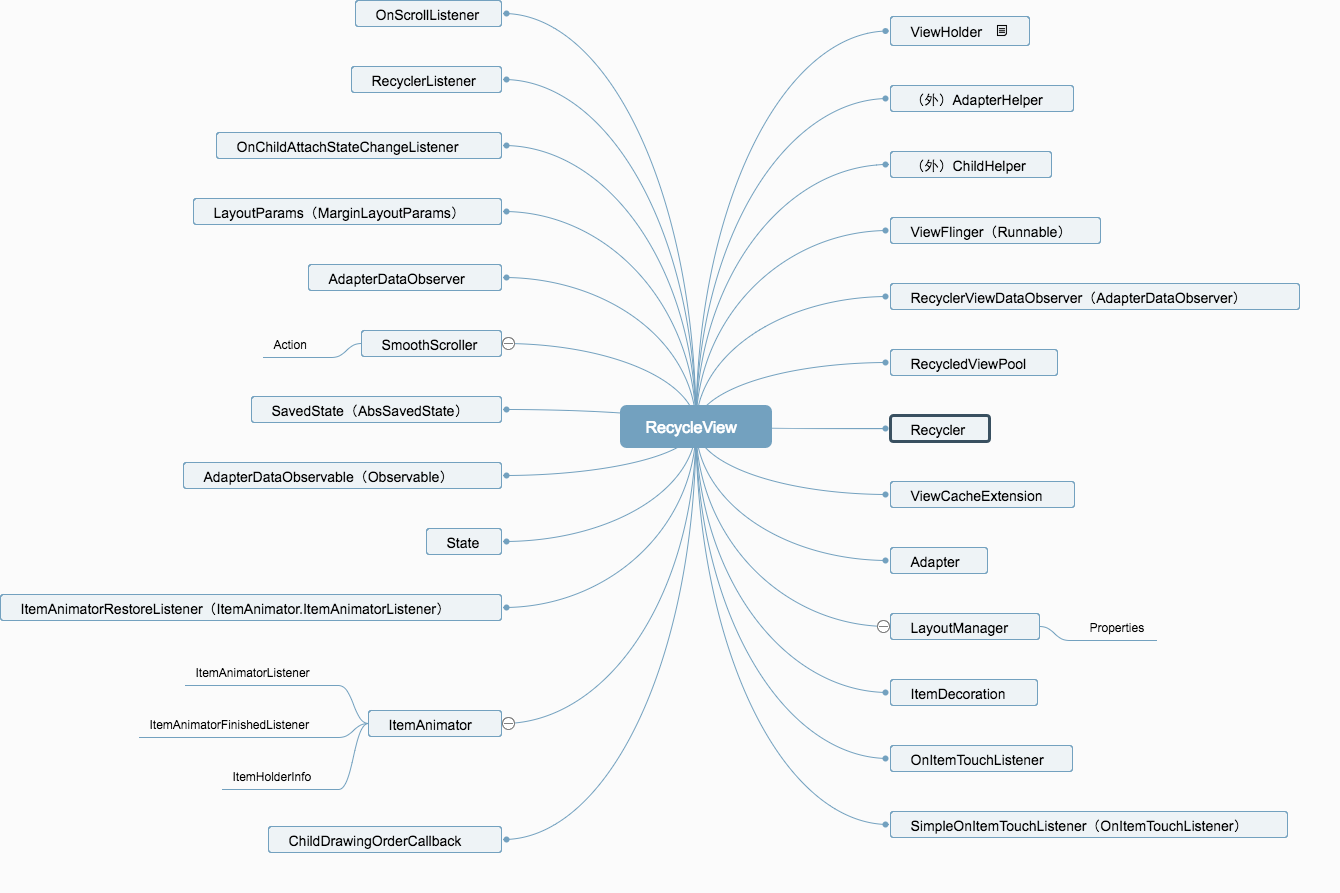 OnScrollListener
RecyclerListener
OnChildAttachStateChangeListener
LayoutParams（MarginLayoutParams）
AdapterDataObserver
Action
SmoothScroller
SavedState（AbsSavedState）
AdapterDataObservable（Observable）
State
ItemAnimatorRestoreListener（ItemAnimator.ItemAnimatorListener）
ItemAnimatorListener
ItemAnimatorFinishedListener
ItemHolderInfo
ItemAnimator
ChildDrawingOrderCallback
RecycleView
ViewHolder
（外）AdapterHelper
（外）ChildHelper
ViewFlinger（Runnable）
RecyclerViewDataObserver（AdapterDataObserver）
RecycledViewPool
Recycler
ViewCacheExtension
Adapter
LayoutManager
Properties
ItemDecoration
OnItemTouchListener
SimpleOnItemTouchListener（OnItemTouchListener）